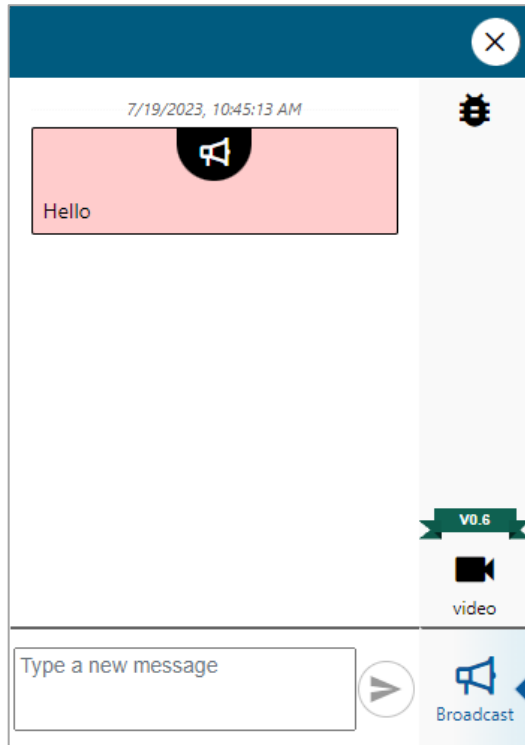 7/19/2023, 10:45:13 AM
Hello
V0.6
video
Type a new message
Broadcast